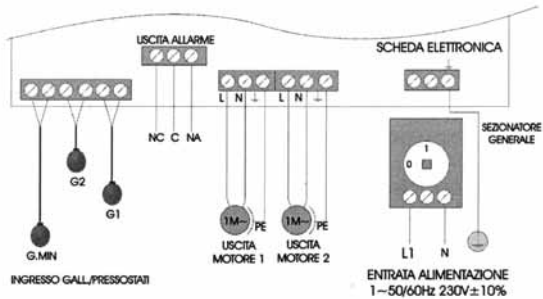 USCITA ALLARME
SCHEDA ELETTRONICA
L N
L N
NC C NA
SEZIONATORE
GENERALE
1
0
G2
G1
G.MIN
1M~
PE
1M~
PE
USCITA
MOTORE 1
USCITA
MOTORE 2
L1 N
INGRESSO GALL./PRESSOSTATI
ENTRATA ALIMENTAZIONE
1~50/60Hz 230V±10%